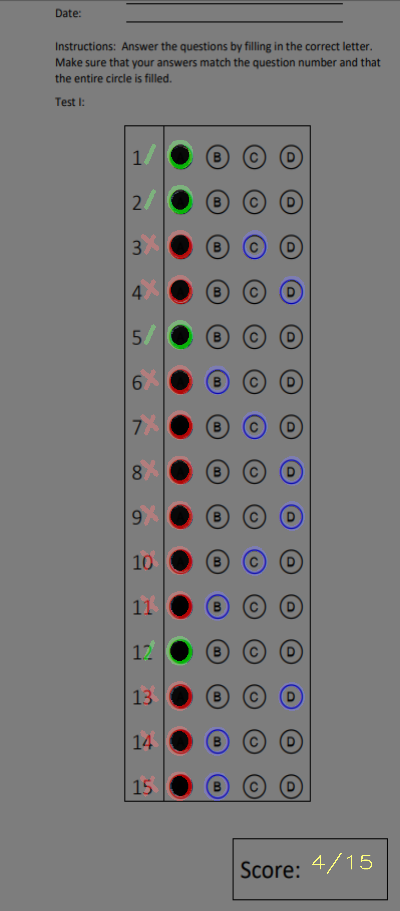 Date:
Instructions: Answer the questions by filling in the correct letter.
Make sure that your answers match the question number and that
the entire circle is filled.
Test I:
1 B C D
2 B C D
3 B C D
4 B C D
5 B C D
6 B C D
7 B C D
8 B C D
9 B C D
10 B C D
11 B C D
12 B C D
13 B C D
14 B C D
15 B C D
Score: 4/15